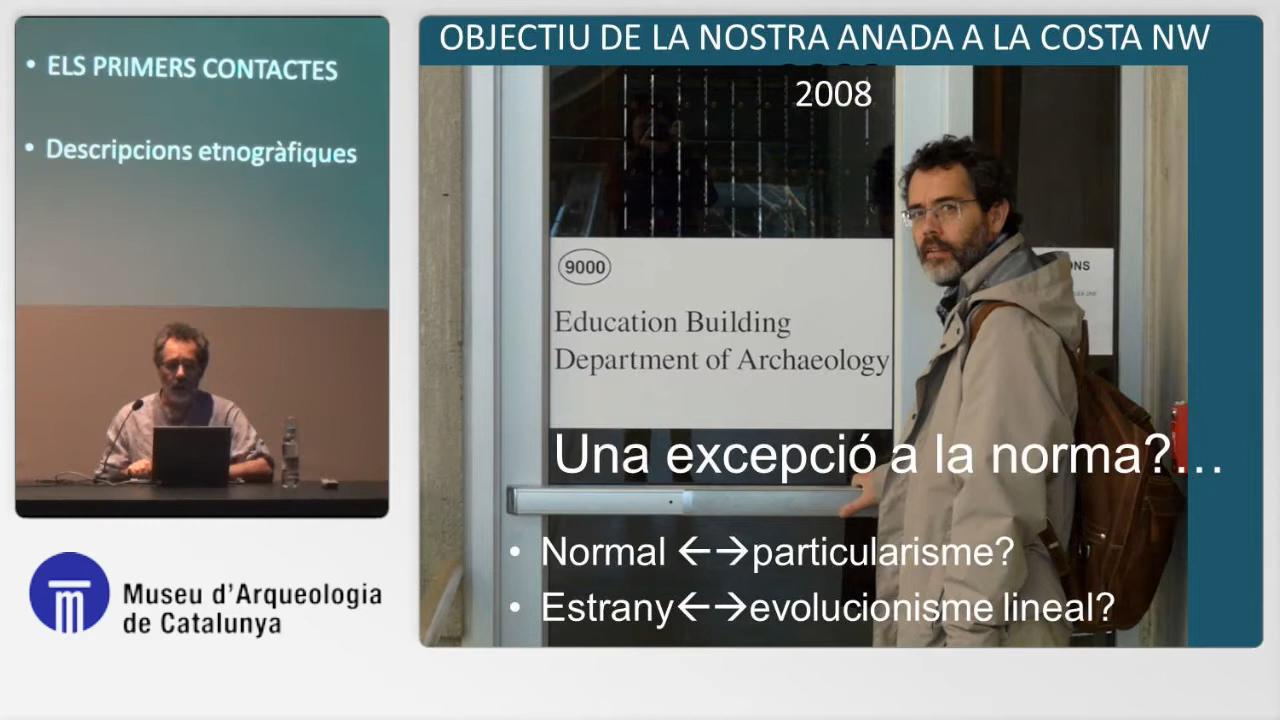 • ELS PRIMERS CONTACTES
• Descripcions etnogràfiques
Museu d'Arqueologia
de Catalunya
OBJECTIU DE LA NOSTRA ANADA A LA COSTA NW
2008
9000
Education Building
Department of Archaeology
Una excepció a la norma?...
• Normal ←→particularisme?
• Estrany←→evolucionisme lineal?